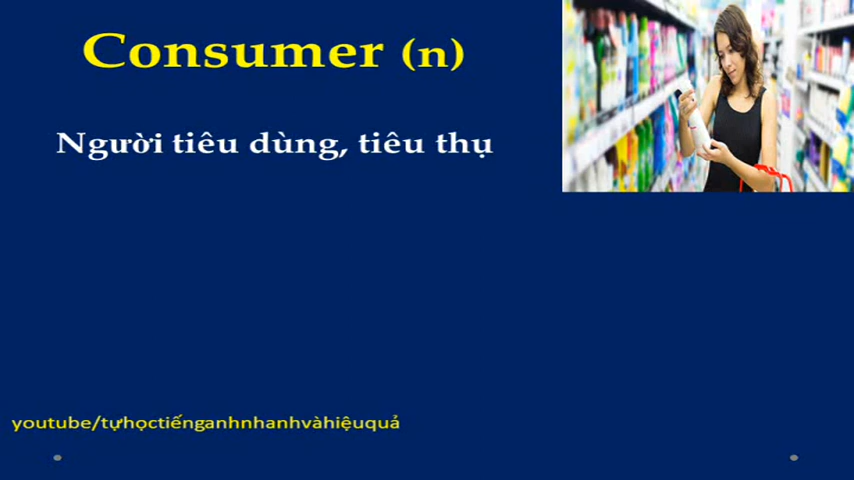 Consumer (n)
Người tiêu dùng, tiêu thụ
youtube/tựhọctiếnganhnhanhvàhiệuquả